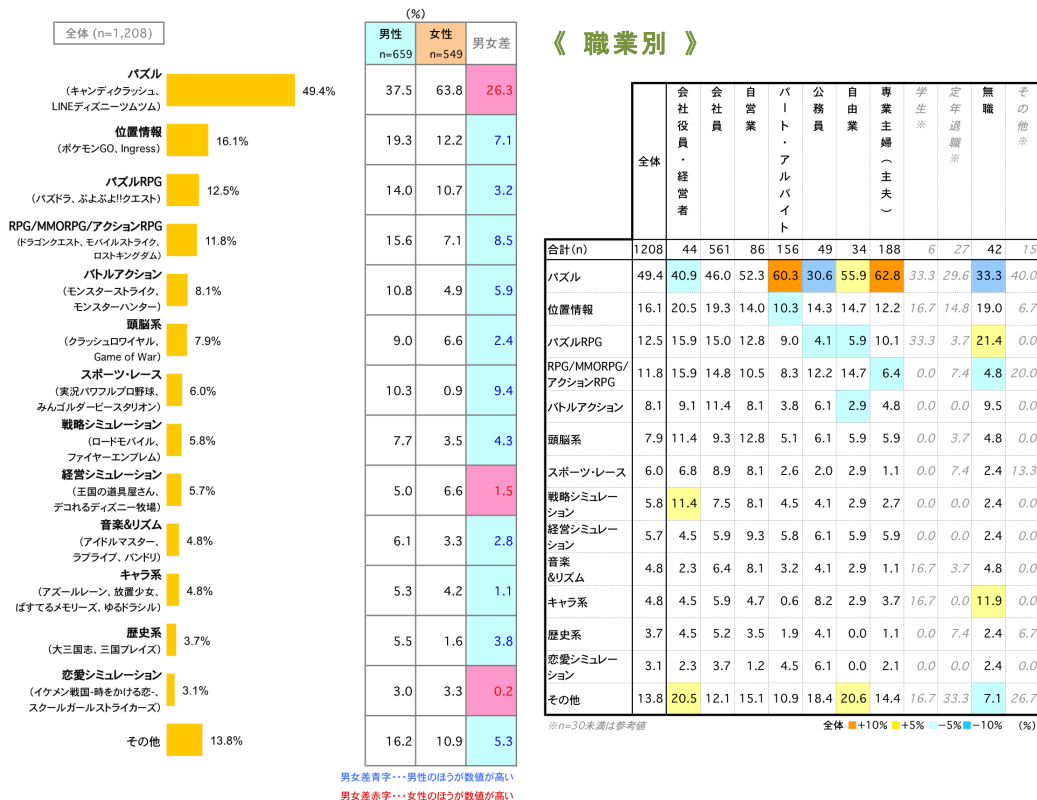 (%)
全体 (n=1,208)
男性 女性 男女差
n=659 n=549
パズル
(キャンディクラッシュ、
LINEディズニーツムツム)
49.4% 37.5 63.8 26.3
位置情報
(ポケモンGO、Ingress)
16.1% 19.3 12.2 7.1
パズルRPG
(パズドラ、ぷよぷよ!!クエスト)
12.5% 14.0 10.7 3.2
RPG/MMORPG/アクションRPG
(ドラゴンクエスト、モバイルストライク、
ロストキングダム)
11.8% 15.6 7.1 8.5
バトルアクション
(モンスターストライク、
モンスターハンター)
8.1% 10.8 4.9 5.9
頭脳系
(クラッシュロワイヤル、
Game of War)
7.9% 9.0 6.6 2.4
スポーツ・レース
(実況パワフルプロ野球、
みんゴルダービースタリオン)
6.0% 10.3 0.9 9.4
戦略シミュレーション
(ロードモバイル、
ファイヤーエンブレム)
5.8% 7.7 3.5 4.3
経営シミュレーション
(王国の道具屋さん、
デコれるディズニー牧場)
5.7% 5.0 6.6 1.5
音楽&リズム
(アイドルマスター、
ラブライブ、バンドリ)
4.8% 6.1 3.3 2.8
キャラ系
(アズールレーン、放置少女、
ぱすてるメモリーズ、ゆるドラシル)
4.8% 5.3 4.2 1.1
歴史系
(大三国志、三国ブレイズ)
3.7% 5.5 1.6 3.8
恋愛シミュレーション
(イケメン戦国-時をかける恋-、
スクールガールストライカーズ)
3.1% 3.0 3.3 0.2
その他
13.8% 16.2 10.9 5.3
男女差青字・・・男性のほうが数値が高い
男女差赤字・・・女性のほうが数値が高い
《 職業別 》
全体 会社役員・経営者 会社員 自営業 パート・アルバイト 公務員 自由業 専業主婦(主夫) 学生※ 定年退職※ 無職 その他※
合計(n) 1208 44 561 86 156 49 34 188 6 27 42 15
パズル 49.4 40.9 46.0 52.3 60.3 30.6 55.9 62.8 33.3 29.6 33.3 40.0
位置情報 16.1 20.5 19.3 14.0 10.3 14.3 14.7 12.2 16.7 14.8 19.0 6.7
パズルRPG 12.5 15.9 15.0 12.8 9.0 4.1 5.9 10.1 33.3 3.7 21.4 0.0
RPG/MMORPG/
アクションRPG 11.8 15.9 14.8 10.5 8.3 12.2 14.7 6.4 0.0 7.4 4.8 20.0
バトルアクション 8.1 9.1 11.4 8.1 3.8 6.1 2.9 4.8 0.0 0.0 9.5 0.0
頭脳系 7.9 11.4 9.3 12.8 5.1 6.1 5.9 5.9 0.0 3.7 4.8 0.0
スポーツ・レース 6.0 6.8 8.9 8.1 2.6 2.0 2.9 1.1 0.0 7.4 2.4 13.3
戦略シミュレー
ション 5.8 11.4 7.5 8.1 4.5 4.1 2.9 2.7 0.0 0.0 2.4 0.0
経営シミュレー
ション 5.7 4.5 5.9 9.3 5.8 6.1 5.9 5.9 0.0 0.0 2.4 0.0
音楽
&リズム 4.8 2.3 6.4 8.1 3.2 4.1 2.9 1.1 16.7 3.7 4.8 0.0
キャラ系 4.8 4.5 5.9 4.7 0.6 8.2 2.9 3.7 16.7 0.0 11.9 0.0
歴史系 3.7 4.5 5.2 3.5 1.9 4.1 0.0 1.1 0.0 7.4 2.4 6.7
恋愛シミュレー
ション 3.1 2.3 3.7 1.2 4.5 6.1 0.0 2.1 0.0 0.0 2.4 0.0
その他 13.8 20.5 12.1 15.1 10.9 18.4 20.6 14.4 16.7 33.3 7.1 26.7
※n=30未満は参考値
全体 +10% +5% −5% −10% (%)